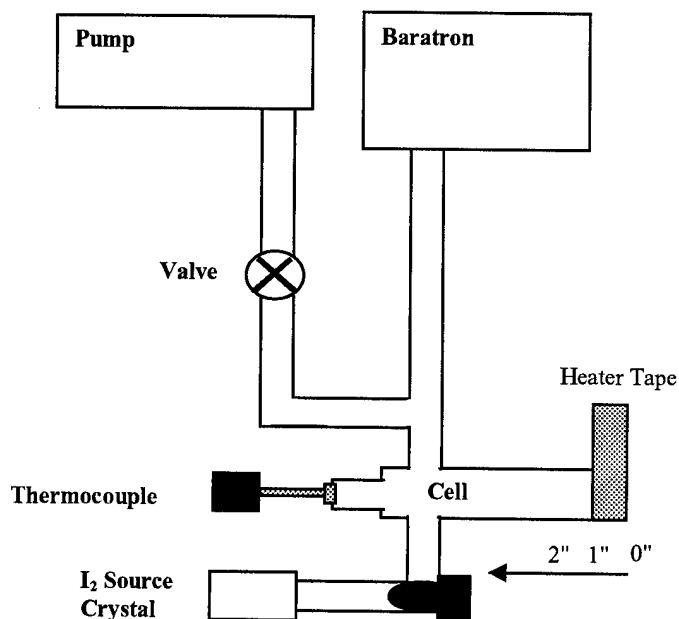 Pump
Baratron
Valve
Heater Tape
Thermocouple
Cell
2" 1" 0"
I₂ Source
Crystal